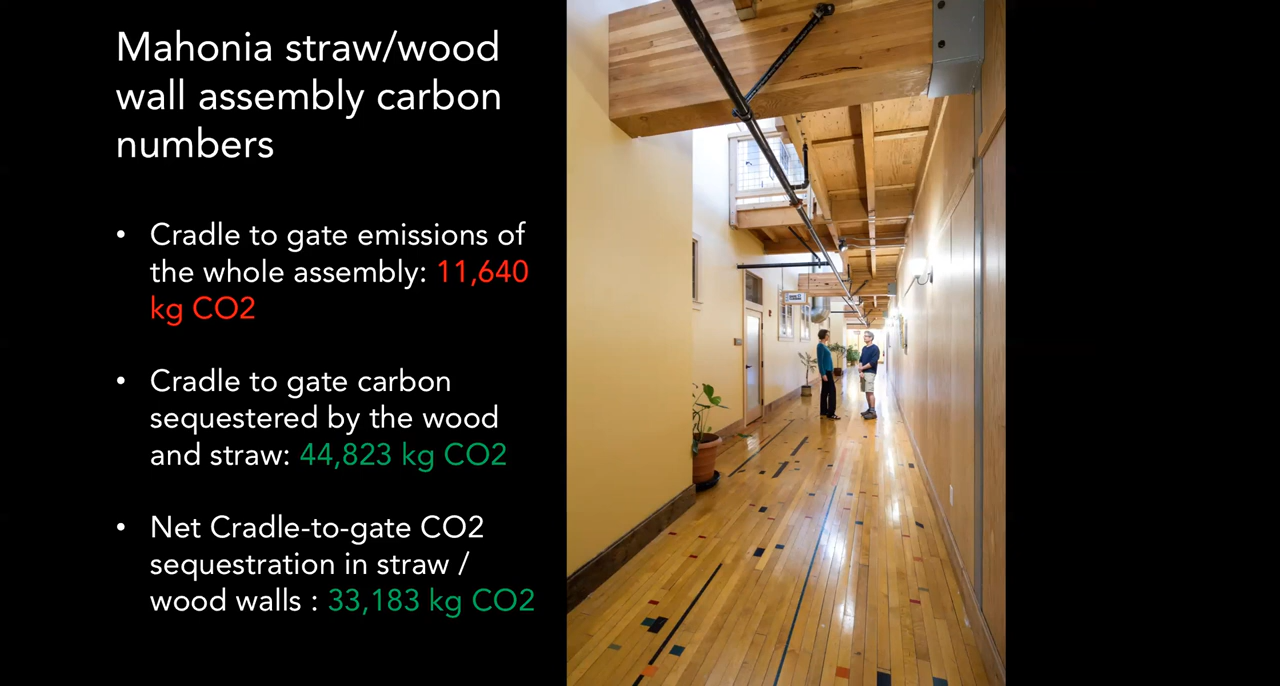 Mahonia straw/wood
wall assembly carbon
numbers
• Cradle to gate emissions of
the whole assembly: 11,640
kg CO2
• Cradle to gate carbon
sequestered by the wood
and straw: 44,823 kg CO2
• Net Cradle-to-gate CO2
sequestration in straw /
wood walls : 33,183 kg CO2